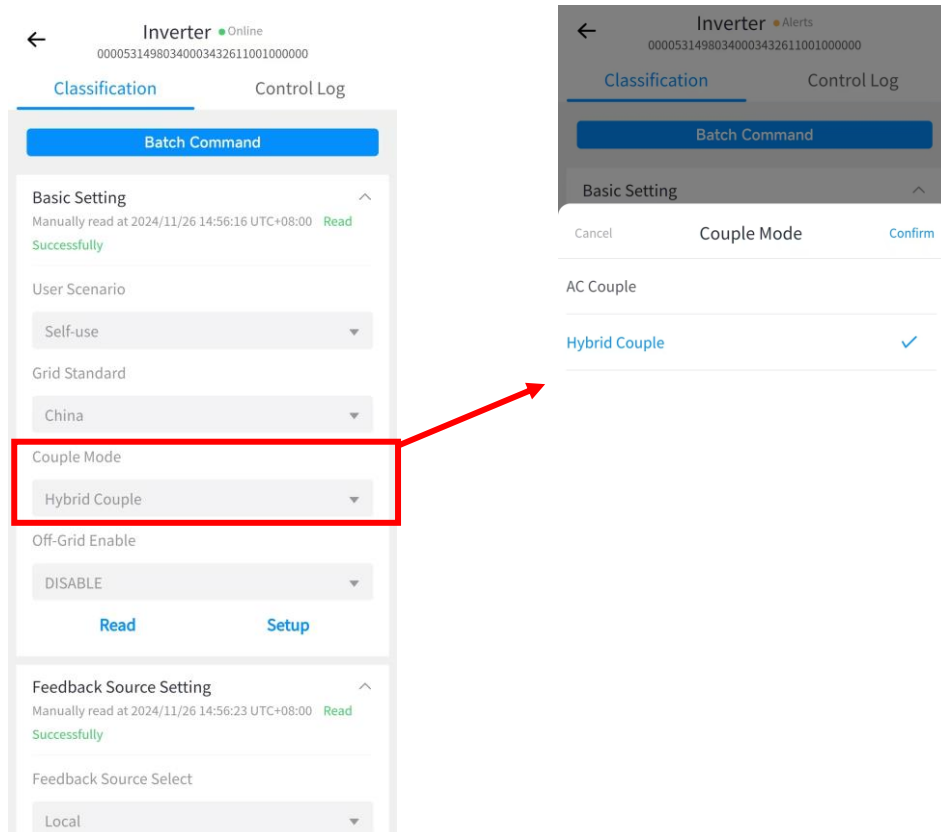 Inverter Online
00005314980340003432611001000000
Classification Control Log
Batch Command
Basic Setting
Manually read at 2024/11/26 14:56:16 UTC+08:00 Read
Successfully
User Scenario
Self-use
Grid Standard
China
Couple Mode
Hybrid Couple
Off-Grid Enable
DISABLE
Read Setup
Feedback Source Setting
Manually read at 2024/11/26 14:56:23 UTC+08:00 Read
Successfully
Feedback Source Select
Local
Inverter Alerts
00005314980340003432611001000000
Classification Control Log
Batch Command
Basic Setting
Cancel Couple Mode Confirm
AC Couple
Hybrid Couple